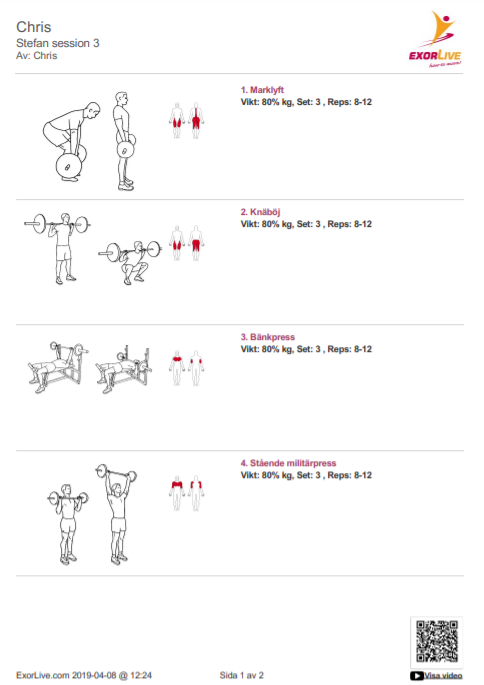 Chris
Stefan session 3
Av: Chris
EXORLIVE
1. Marklyft
Vikt: 80% kg, Set: 3 , Reps: 8-12
2. Knäböj
Vikt: 80% kg, Set: 3 , Reps: 8-12
3. Bänkpress
Vikt: 80% kg, Set: 3 , Reps: 8-12
4. Stående militärpress
Vikt: 80% kg, Set: 3 , Reps: 8-12
ExorLive.com 2019-04-08 @ 12:24
Sida 1 av 2
Visa video